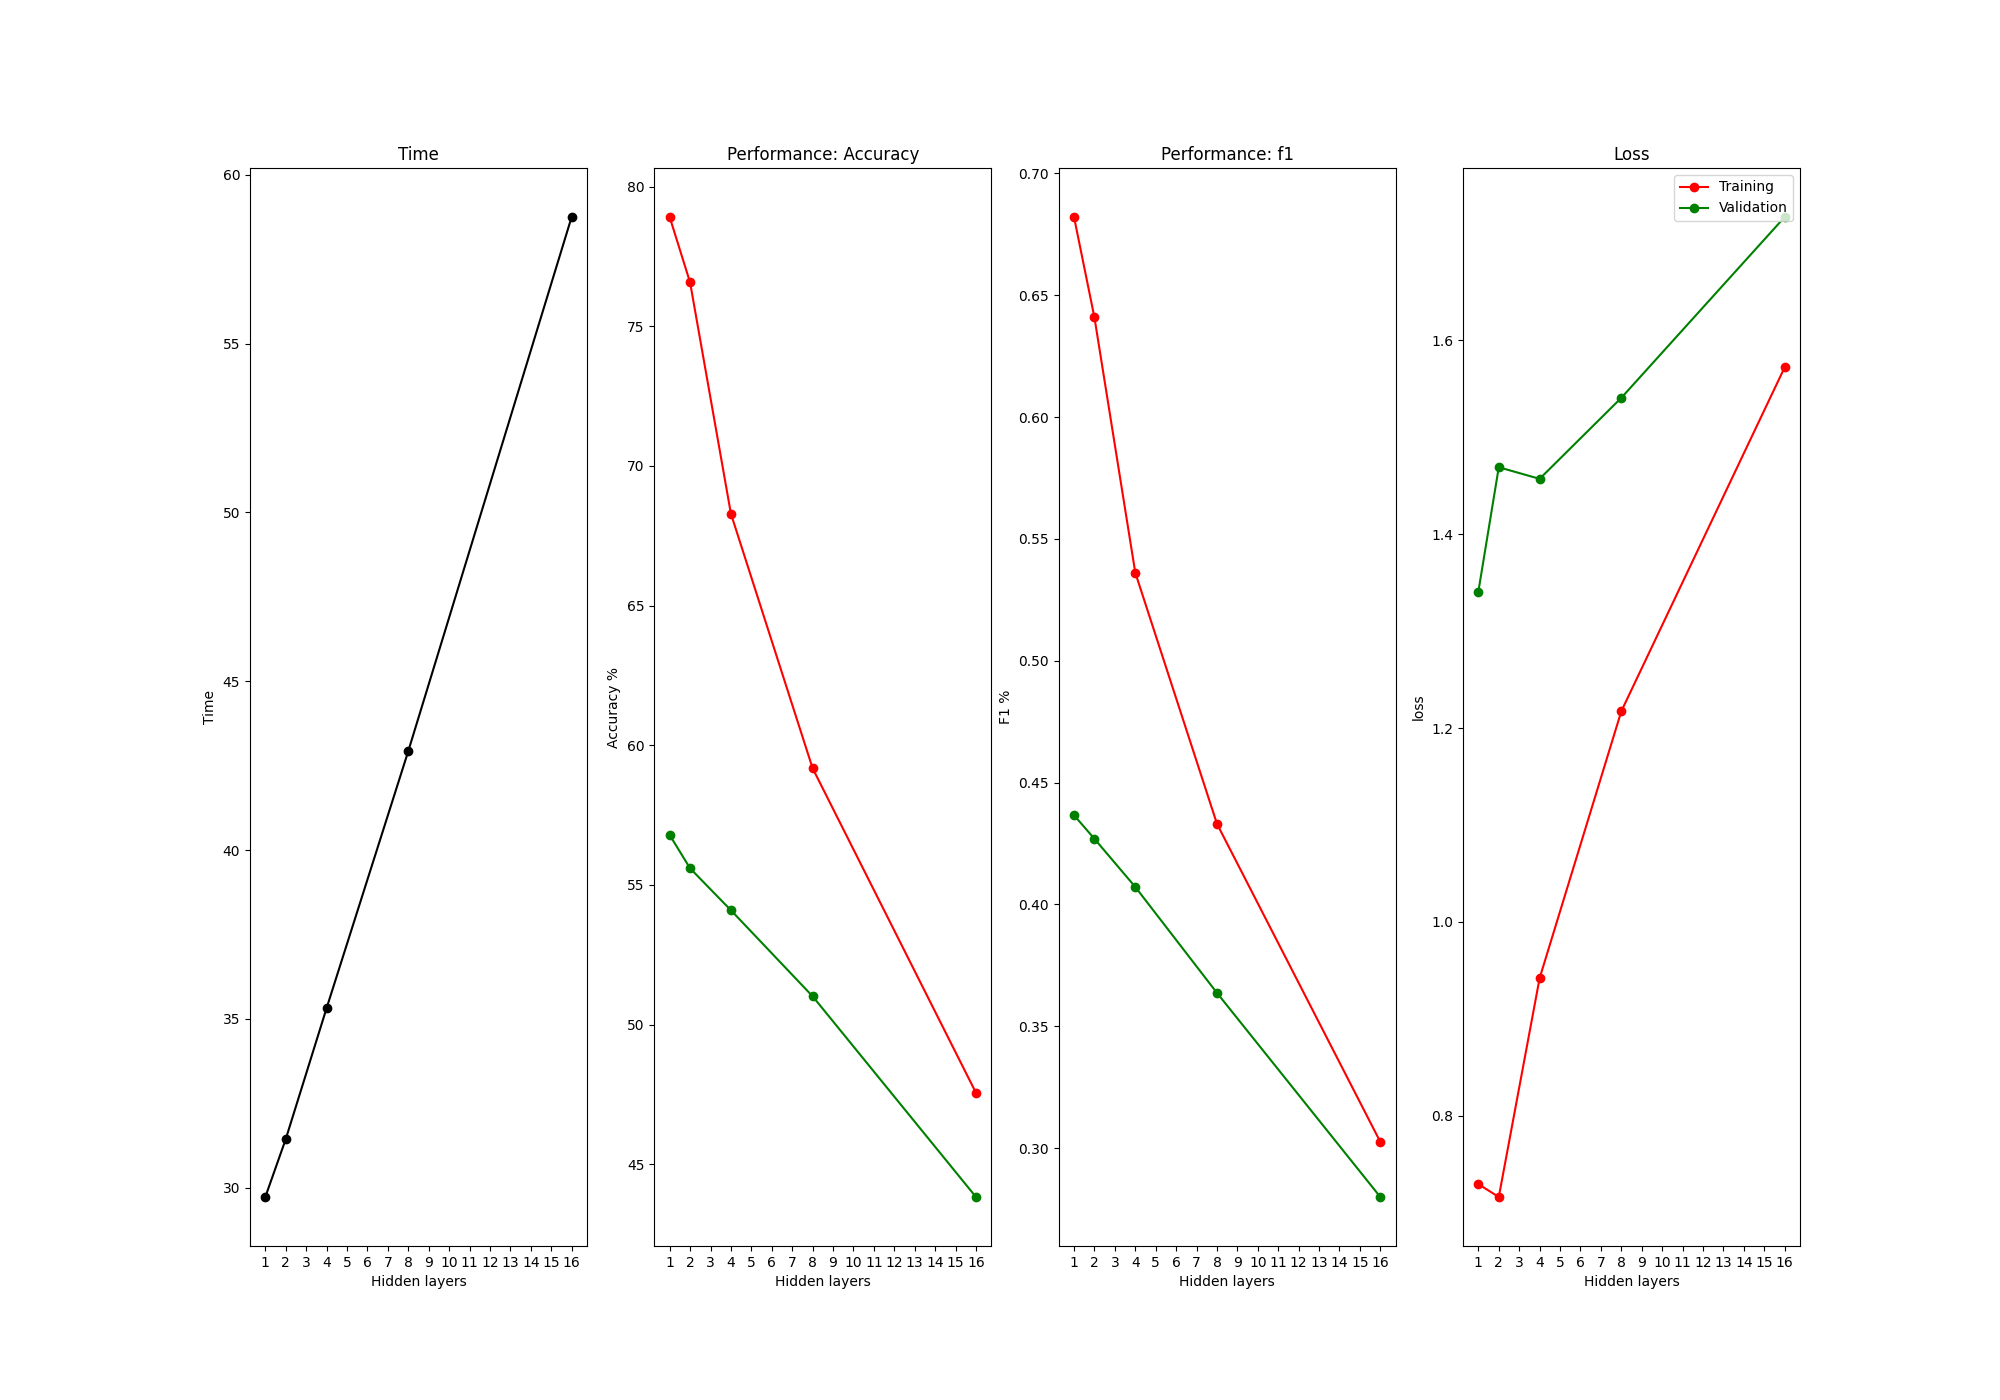 Time
60
55
50
45
40
35
30
Time
1 2 3 4 5 6 7 8 9 10 11 12 13 14 15 16
Hidden layers
Performance: Accuracy
80
75
70
65
60
55
50
45
Accuracy %
1 2 3 4 5 6 7 8 9 10 11 12 13 14 15 16
Hidden layers
Performance: f1
0.70
0.65
0.60
0.55
0.50
0.45
0.40
0.35
0.30
F1 %
1 2 3 4 5 6 7 8 9 10 11 12 13 14 15 16
Hidden layers
Loss
Training
Validation
1.6
1.4
1.2
1.0
0.8
loss
1 2 3 4 5 6 7 8 9 10 11 12 13 14 15 16
Hidden layers